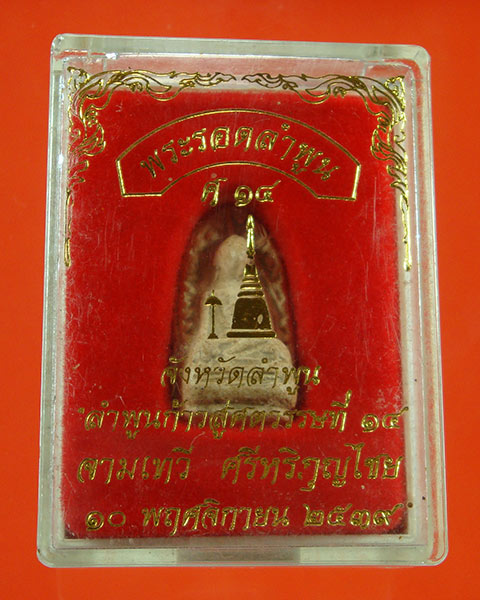 พระรอดลำพูน
ศ ๑๔
จังหวัดลำพูน
ลำพูนก้าวสู่ศตวรรษที่ ๑๔
จามเทวี ศรีหริภุญไชย
๑๐ พฤศจิกายน ๒๕๓๙